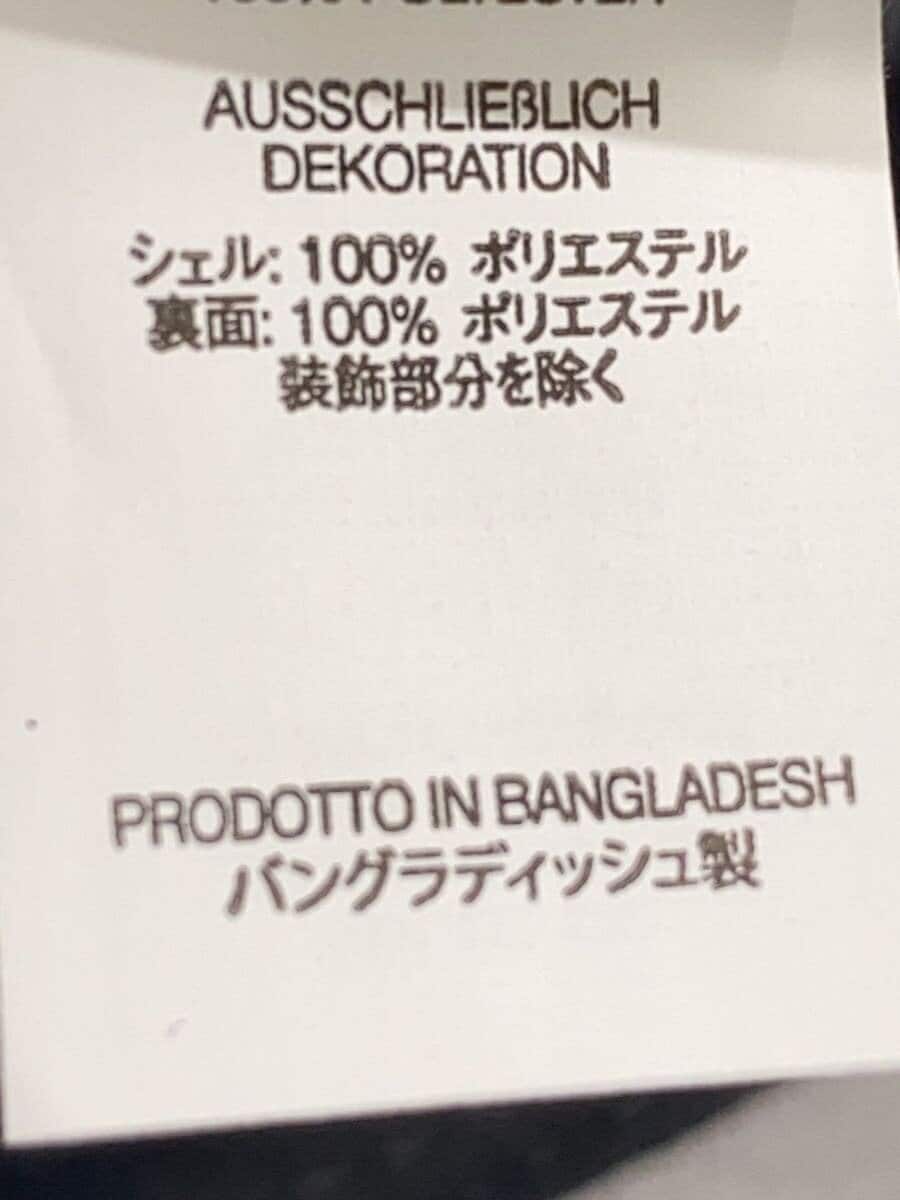 100% POLYESTER
AUSSCHLIEßLICH
DEKORATION
シェル: 100% ポリエステル
裏面: 100% ポリエステル
装飾部分を除く
PRODOTTO IN BANGLADESH
バングラディッシュ製